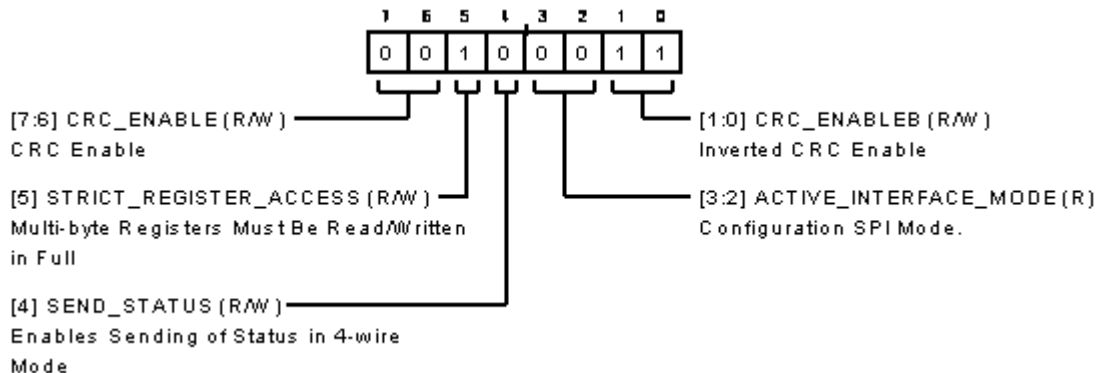 7 6 5 4 3 2 1 0
0 0 1 0 0 0 1 1
[7:6] CRC_ENABLE (R/W)
CRC Enable
[1:0] CRC_ENABLEB (R/W)
Inverted CRC Enable
[5] STRICT_REGISTER_ACCESS (R/W)
Multi-byte Registers Must Be Read/Written
in Full
[3:2] ACTIVE_INTERFACE_MODE (R)
Configuration SPI Mode.
[4] SEND_STATUS (R/W)
Enables Sending of Status in 4-wire
Mode